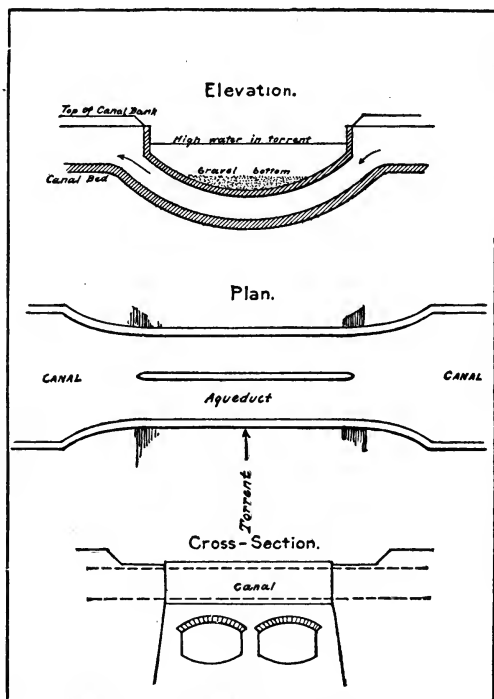 Elevation.
Top of Canal Bank
High water in torrent
Gravel bottom
Canal Bed
Plan.
CANAL
CANAL
Aqueduct
Torrent
Cross-Section.
Canal